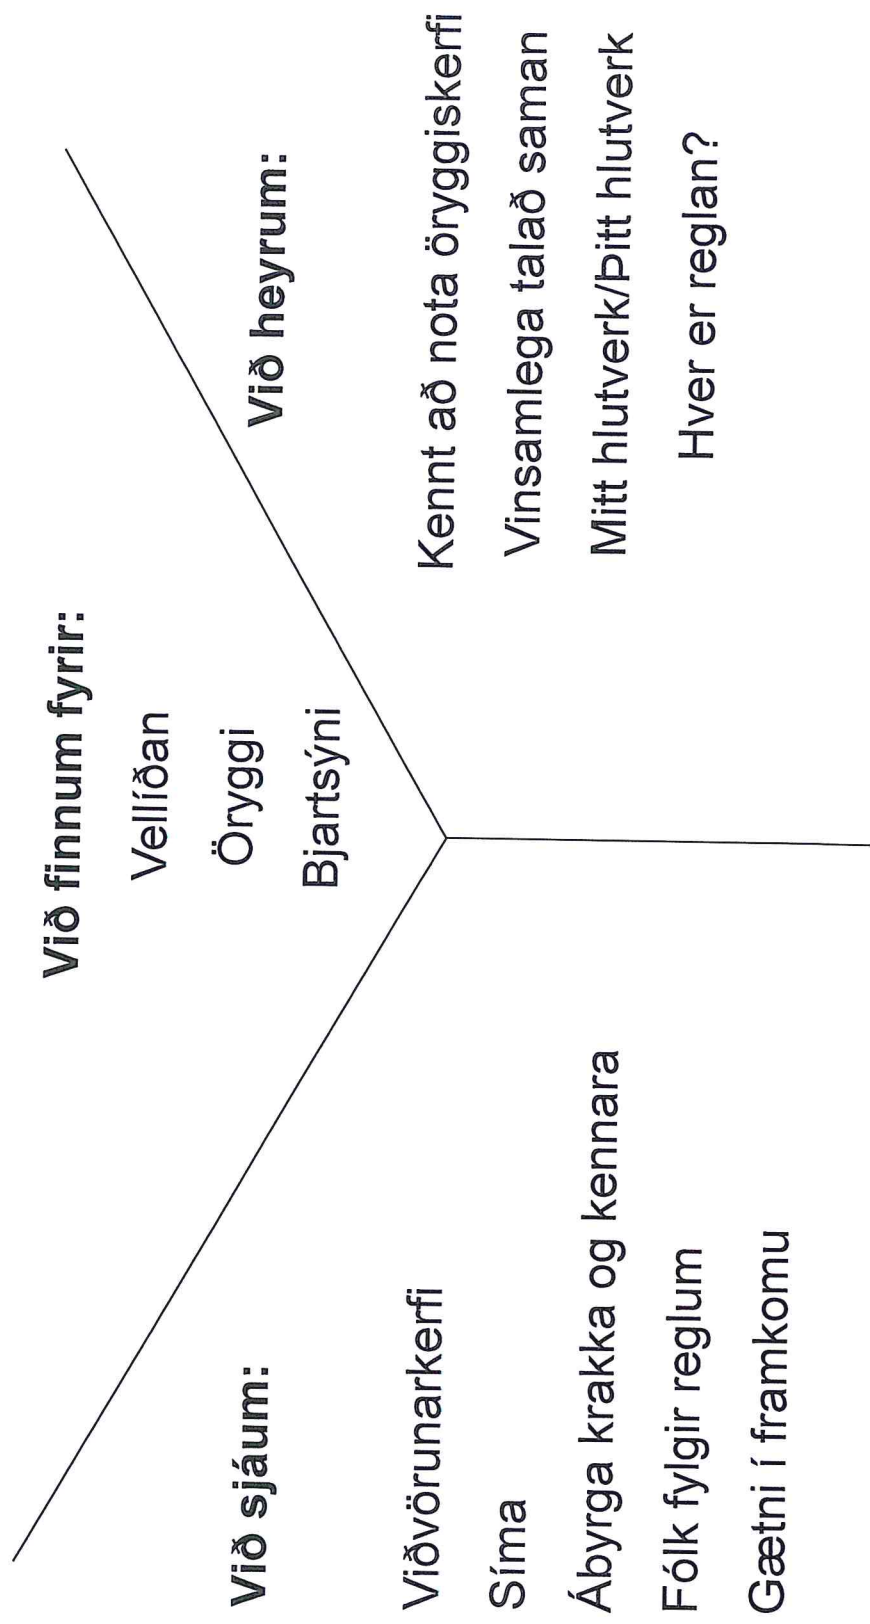 Við finnum fyrir:
Vellíðan
Öryggi
Bjartsýni
Við sjáum:
Viðvörunarkerfi
Síma
Ábyrga krakka og kennara
Fólk fylgir reglum
Gætni í framkomu
Við heyrum:
Kennt að nota öryggiskerfi
Vinsamlega talað saman
Mitt hlutverk/Þitt hlutverk
Hver er reglan?